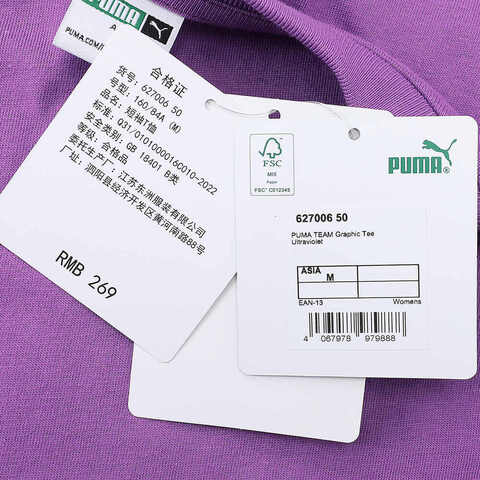 PUMA
PUMA.COM
合格证
货号: 627006 50
号型: 160/84A (M)
品名: 短袖T恤
标准: Q31/0101000016C010-2022
安全类别: GB 18401 B类
等级: 合格品
委托生产: 江苏东洲服装有限公司
厂址: 泗阳县经济开发区黄河南路88号
RMB 269
FSC
MIX
Paper
FSC® C012345
PUMA
627006 50
PUMA TEAM Graphic Tee
Ultraviolet
ASIA
M
EAN-13 Womens
4 067978 979888